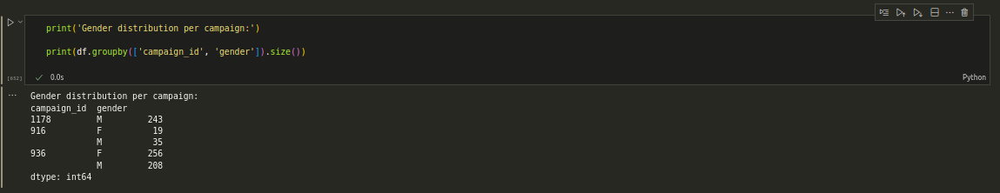 print('Gender distribution per campaign:')
print(df.groupby(['campaign_id', 'gender']).size())
[652]
0.0s
Python
Gender distribution per campaign:
campaign_id  gender
1178         M         243
916          F          19
             M          35
936          F         256
             M         208
dtype: int64